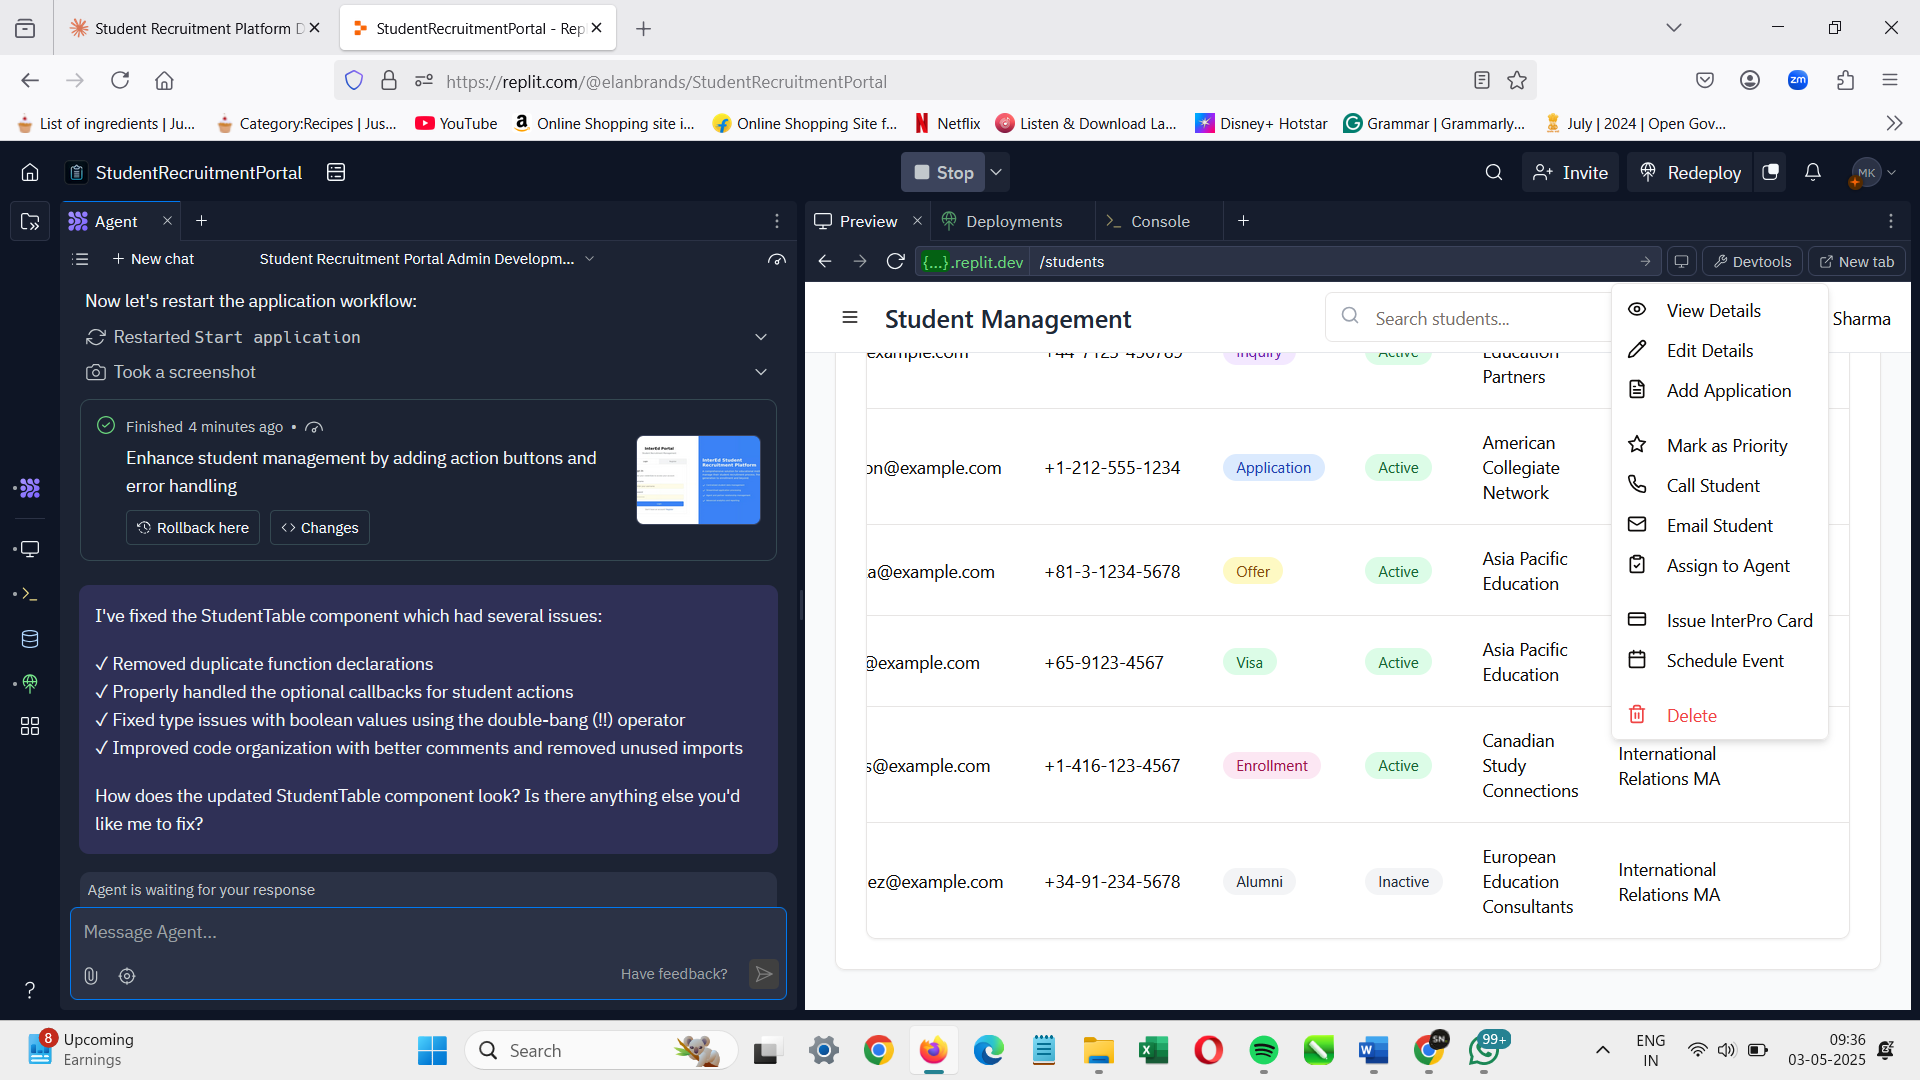 Student Recruitment Platform D
StudentRecruitmentPortal - Rep
https://replit.com/@elanbrands/StudentRecruitmentPortal
zm
List of ingredients | Ju...
Category:Recipes | Jus...
YouTube
Online Shopping site i...
Online Shopping Site f...
Netflix
Listen & Download La...
Disney+ Hotstar
Grammar | Grammarly...
July | 2024 | Open Gov...
StudentRecruitmentPortal
Stop
Invite
Redeploy
MK
Agent
Preview
Deployments
Console
New chat
Student Recruitment Portal Admin Developm...
{...}.replit.dev
/students
Devtools
New tab
Now let's restart the application workflow:
Restarted Start application
Took a screenshot
Finished 4 minutes ago •
Enhance student management by adding action buttons and
error handling
Rollback here
Changes
InterEd Portal
InterEd Student
Recruitment Platform
I've fixed the StudentTable component which had several issues:
✓ Removed duplicate function declarations
✓ Properly handled the optional callbacks for student actions
✓ Fixed type issues with boolean values using the double-bang (!!) operator
✓ Improved code organization with better comments and removed unused imports
How does the updated StudentTable component look? Is there anything else you'd
like me to fix?
Agent is waiting for your response
Message Agent...
Have feedback?
?
Student Management
Search students...
Sharma
example.com
+44-7123-456789
Inquiry
Active
Education
Partners
on@example.com
+1-212-555-1234
Application
Active
American
Collegiate
Network
a@example.com
+81-3-1234-5678
Offer
Active
Asia Pacific
Education
@example.com
+65-9123-4567
Visa
Active
Asia Pacific
Education
s@example.com
+1-416-123-4567
Enrollment
Active
Canadian
Study
Connections
International
Relations MA
ez@example.com
+34-91-234-5678
Alumni
Inactive
European
Education
Consultants
International
Relations MA
View Details
Edit Details
Add Application
Mark as Priority
Call Student
Email Student
Assign to Agent
Issue InterPro Card
Schedule Event
Delete
8
Upcoming
Earnings
Search
SN.
99+
ENG
IN
09:36
03-05-2025